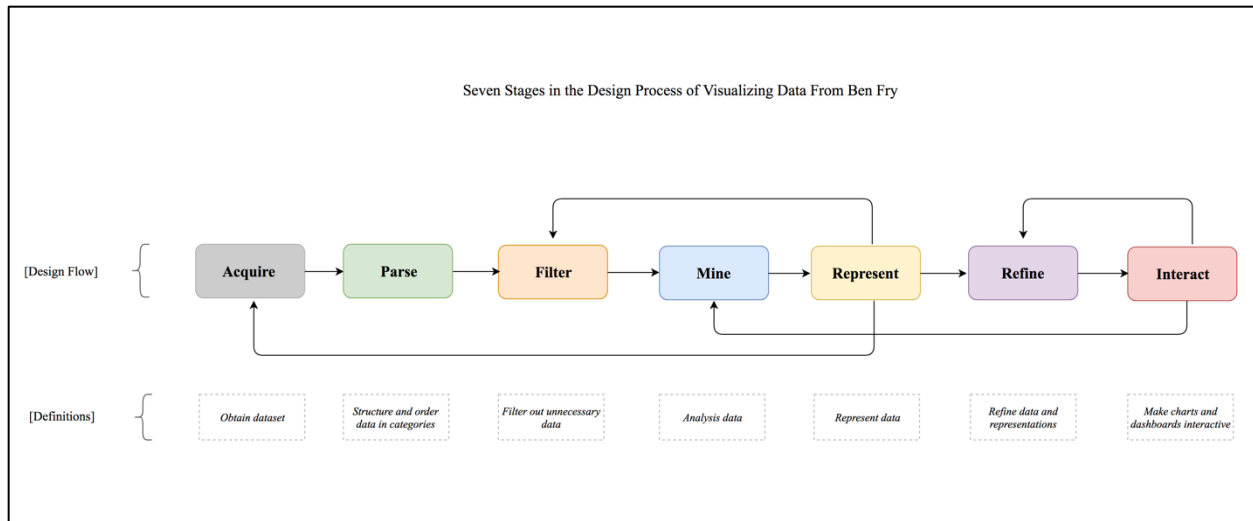 Seven Stages in the Design Process of Visualizing Data From Ben Fry
[Design Flow]
Acquire
Parse
Filter
Mine
Represent
Refine
Interact
[Definitions]
Obtain dataset
Structure and order
data in categories
Filter out unnecessary
data
Analysis data
Represent data
Refine data and
representations
Make charts and
dashboards interactive